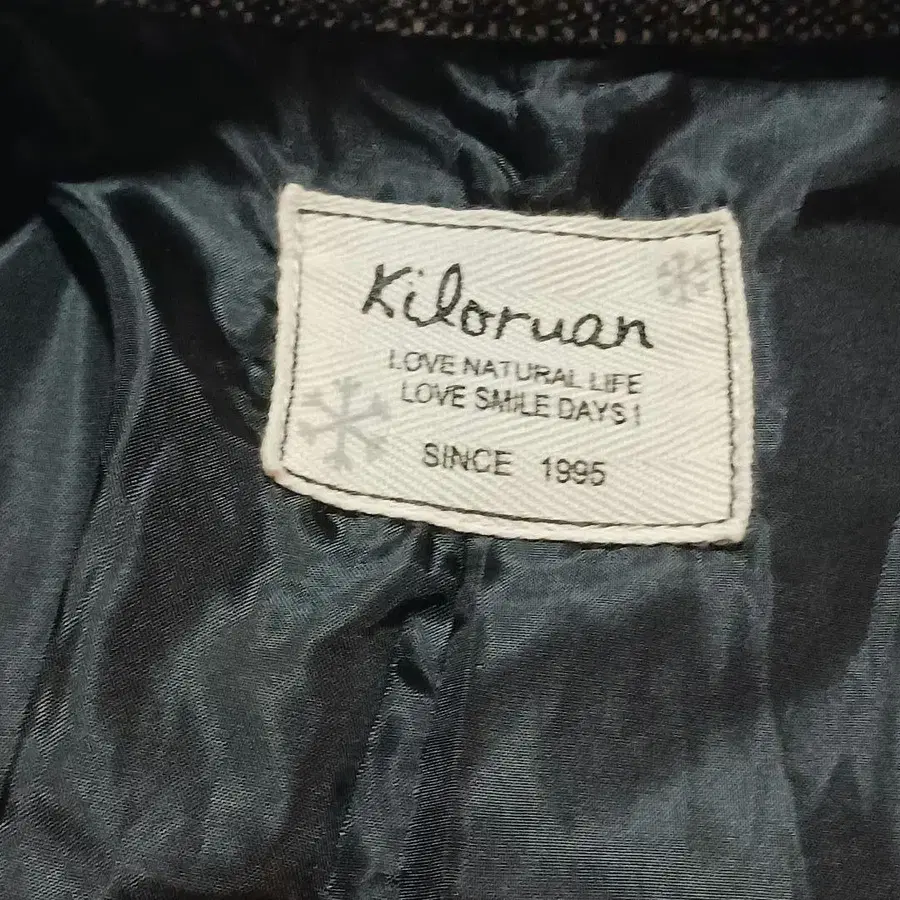 Kiloruan
LOVE NATURAL LIFE
LOVE SMILE DAYS!
SINCE 1995